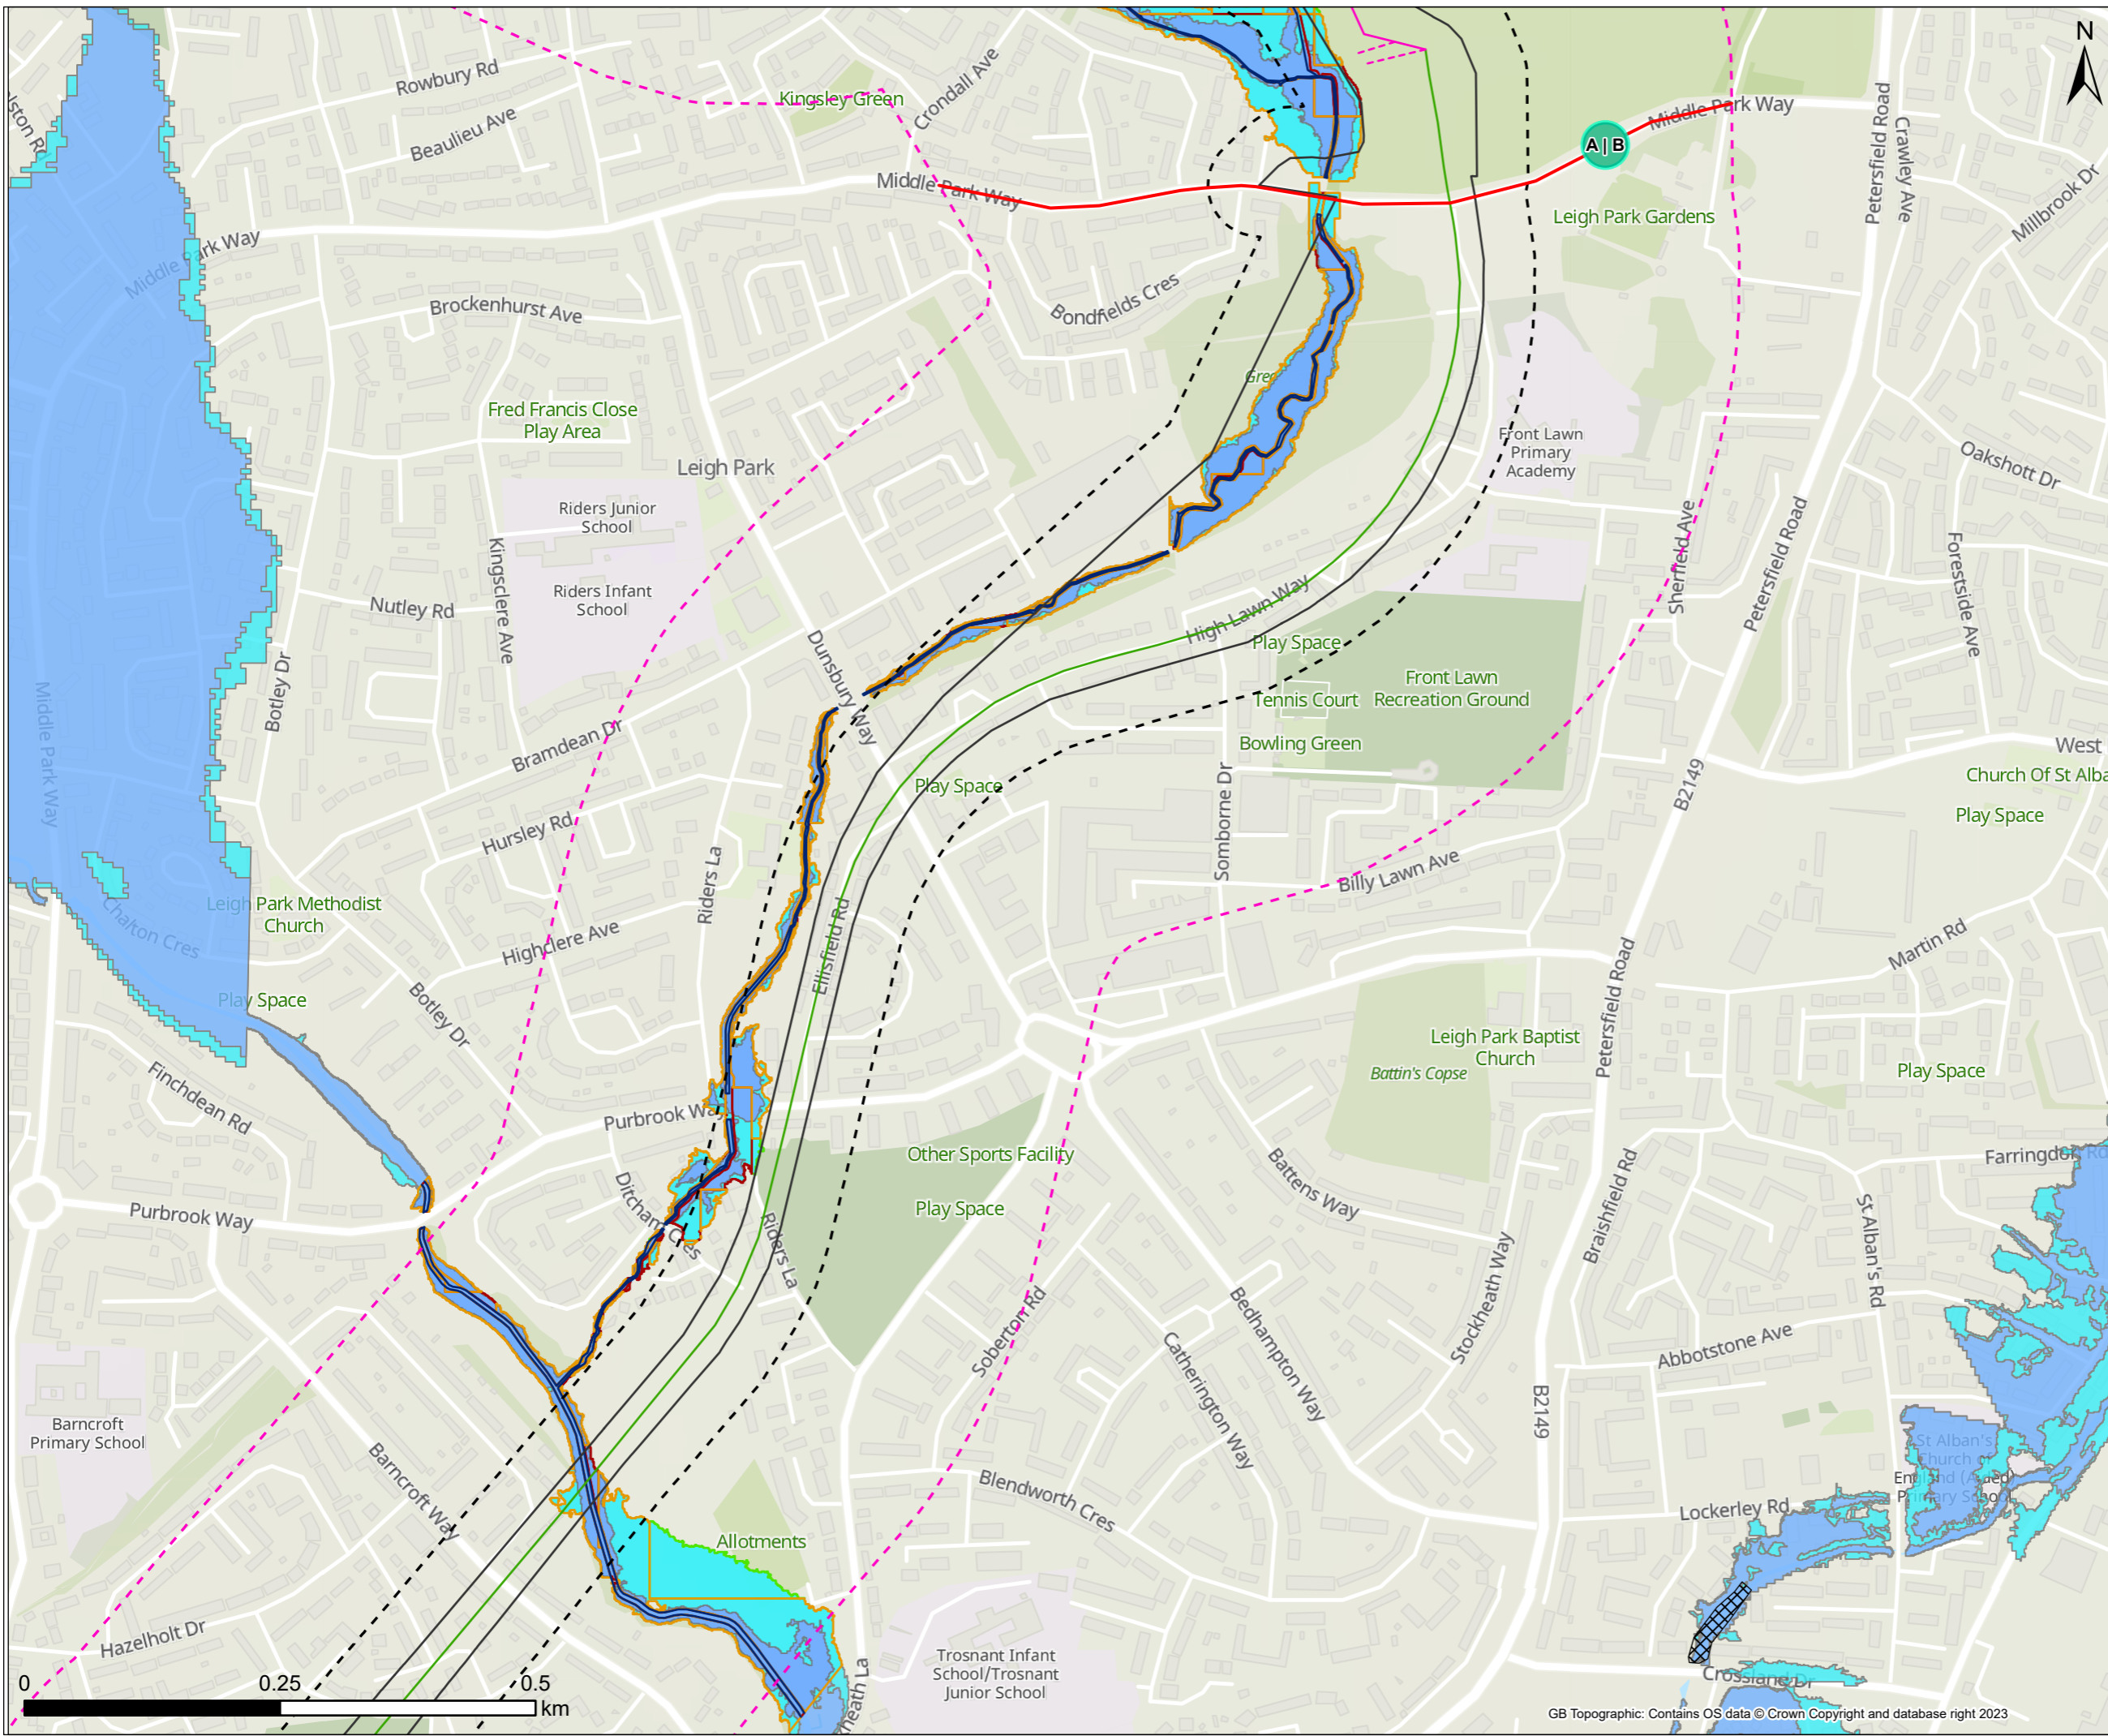 N
Rowbury Rd
Beaulieu Ave
Kingsley Green
Crondall Ave
Middle Park Way
A | B
Middle Park Way
Petersfield Road
Crawley Ave
Millbrook Dr
Leigh Park Gardens
Middle Park Way
Brockenhurst Ave
Bondfields Cres
Fred Francis Close
Play Area
Leigh Park
Front Lawn
Primary
Academy
Oakshott Dr
Riders Junior
School
Riders Infant
School
Kingsclere Ave
Nutley Rd
Sherfield Ave
Petersfield Road
Forestside Ave
High Lawn Way
Play Space
Front Lawn
Recreation Ground
Tennis Court
Bowling Green
Dunsbury Way
Botley Dr
Middle Park Way
Bramdean Dr
Hursley Rd
Play Space
Somborne Dr
B2149
West
Church Of St Alba
Play Space
Billy Lawn Ave
Riders La
Ellisfield Rd
Leigh Park Methodist
Church
Chalton Cres
Highclere Ave
Martin Rd
Play Space
Botley Dr
Petersfield Road
Leigh Park Baptist
Church
Battin's Copse
Play Space
Finchdean Rd
Purbrook Way
Other Sports Facility
Play Space
Battens Way
Farringdon Rd
Braishfield Rd
St Alban's Rd
Purbrook Way
Ditcham Cres
Riders La
Soberton Rd
Bedhampton Way
Stockheath Way
Catherington Way
Abbotstone Ave
B2149
Barncroft
Primary School
Barncroft Way
St Alban's
Church of
England (Aided)
Primary School
Blendworth Cres
Lockerley Rd
Allotments
Hazelholt Dr
Trosnant Infant
School/Trosnant
Junior School
Crossland Dr
0 0.25 0.5
km
GB Topographic: Contains OS data © Crown Copyright and database right 2023